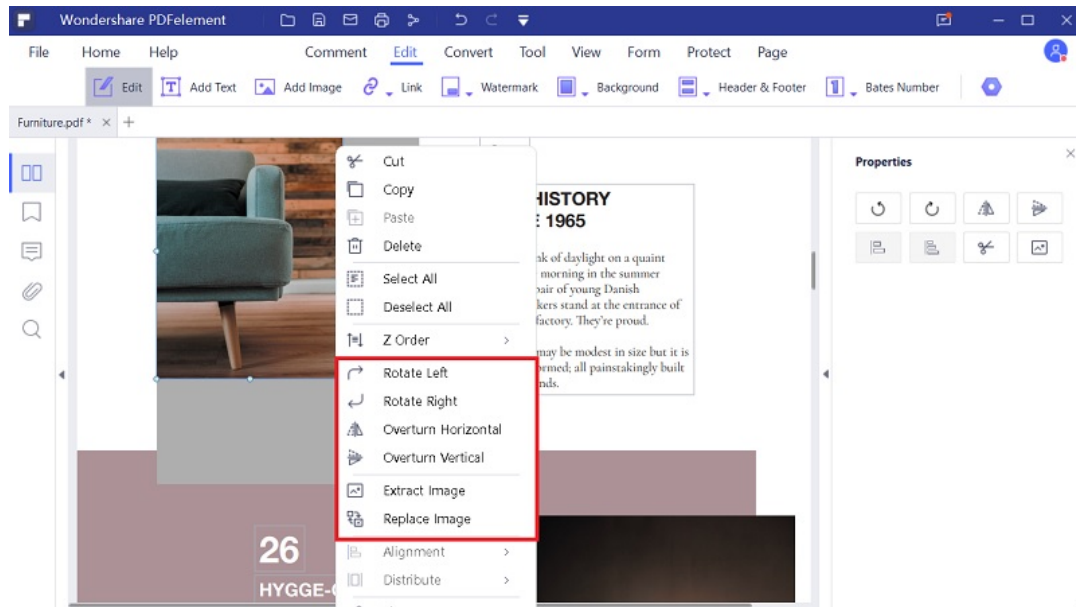 Wondershare PDFelement
File Home Help Comment Edit Convert Tool View Form Protect Page
Edit Add Text Add Image Link Watermark Background Header & Footer Bates Number
Furniture.pdf * × +
Cut
Copy
Paste
Delete
Select All
Deselect All
Z Order
Rotate Left
Rotate Right
Overturn Horizontal
Overturn Vertical
Extract Image
Replace Image
Alignment
Distribute
HISTORY
1965
of daylight on a quaint
morning in the summer
pair of young Danish
stand at the entrance of
factory. They're proud.
may be modest in size but it is
all painstakingly built
26
HYGGE-
Properties